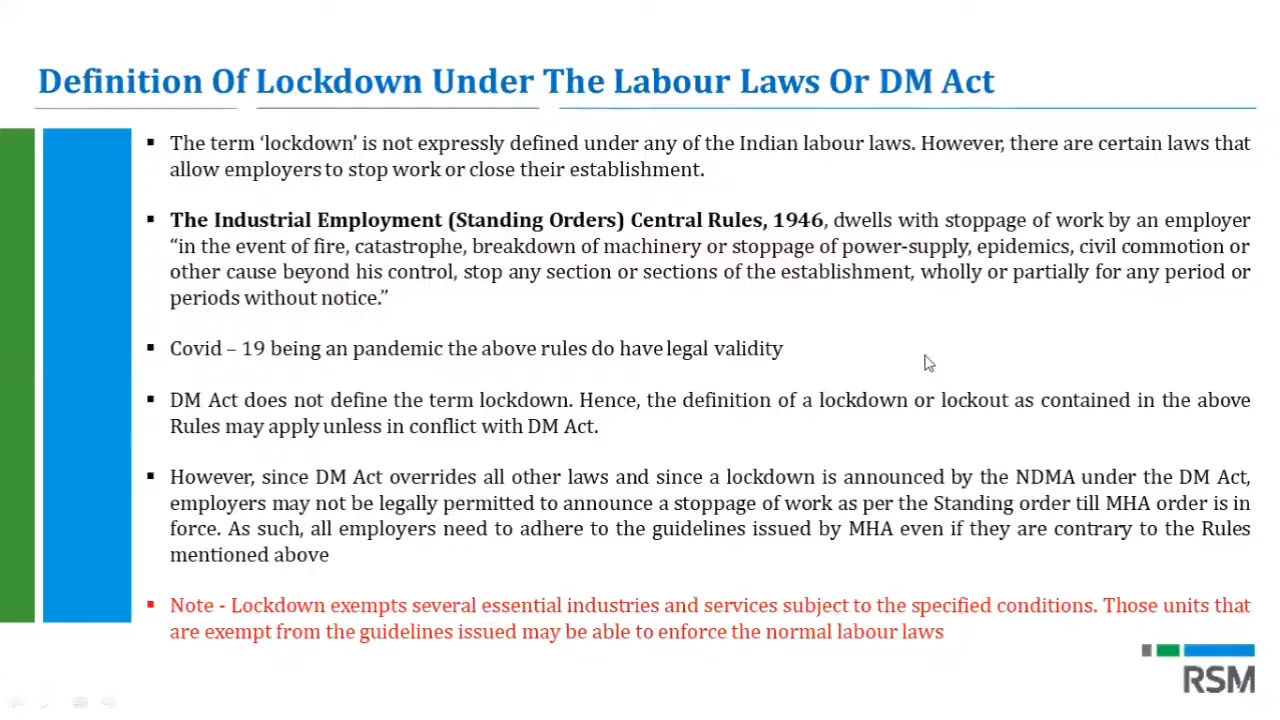 Definition Of Lockdown Under The Labour Laws Or DM Act
▪ The term ‘lockdown’ is not expressly defined under any of the Indian labour laws. However, there are certain laws that
allow employers to stop work or close their establishment.
▪ The Industrial Employment (Standing Orders) Central Rules, 1946, dwells with stoppage of work by an employer
“in the event of fire, catastrophe, breakdown of machinery or stoppage of power-supply, epidemics, civil commotion or
other cause beyond his control, stop any section or sections of the establishment, wholly or partially for any period or
periods without notice.”
▪ Covid – 19 being an pandemic the above rules do have legal validity
▪ DM Act does not define the term lockdown. Hence, the definition of a lockdown or lockout as contained in the above
Rules may apply unless in conflict with DM Act.
▪ However, since DM Act overrides all other laws and since a lockdown is announced by the NDMA under the DM Act,
employers may not be legally permitted to announce a stoppage of work as per the Standing order till MHA order is in
force. As such, all employers need to adhere to the guidelines issued by MHA even if they are contrary to the Rules
mentioned above
▪ Note - Lockdown exempts several essential industries and services subject to the specified conditions. Those units that
are exempt from the guidelines issued may be able to enforce the normal labour laws
RSM